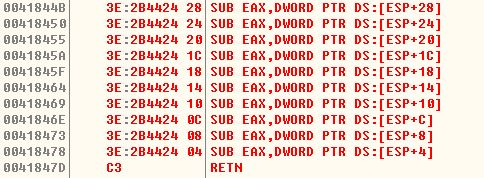 0041844B 3E:2B4424 28 SUB EAX,DWORD PTR DS:[ESP+28]
00418450 3E:2B4424 24 SUB EAX,DWORD PTR DS:[ESP+24]
00418455 3E:2B4424 20 SUB EAX,DWORD PTR DS:[ESP+20]
0041845A 3E:2B4424 1C SUB EAX,DWORD PTR DS:[ESP+1C]
0041845F 3E:2B4424 18 SUB EAX,DWORD PTR DS:[ESP+18]
00418464 3E:2B4424 14 SUB EAX,DWORD PTR DS:[ESP+14]
00418469 3E:2B4424 10 SUB EAX,DWORD PTR DS:[ESP+10]
0041846E 3E:2B4424 0C SUB EAX,DWORD PTR DS:[ESP+C]
00418473 3E:2B4424 08 SUB EAX,DWORD PTR DS:[ESP+8]
00418478 3E:2B4424 04 SUB EAX,DWORD PTR DS:[ESP+4]
0041847D C3 RETN